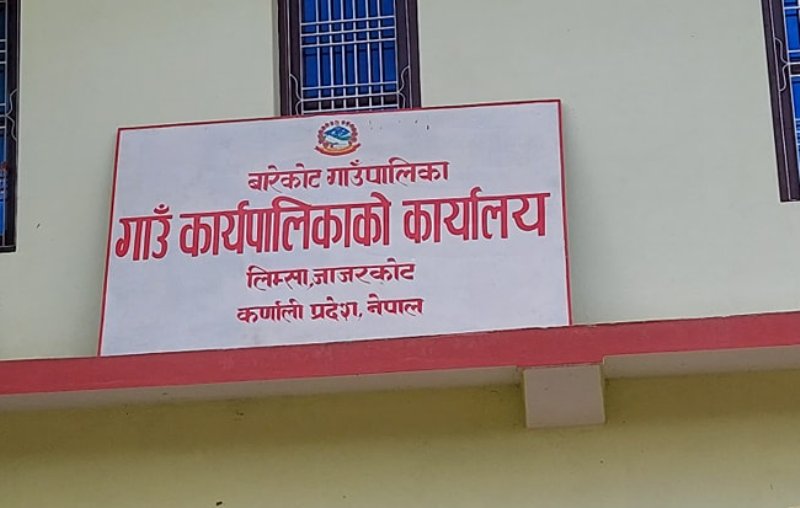 बारेकोट गाउँपालिका
गाउँ कार्यपालिकाको कार्यालय
लिम्सा,जाजरकोट
कर्णाली प्रदेश, नेपाल